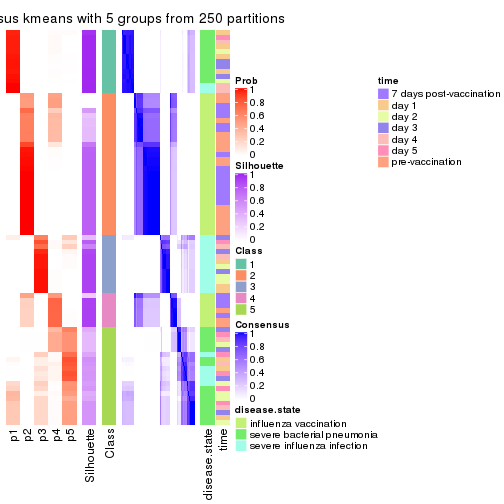 sus kmeans with 5 groups from 250 partitions
Prob
1
0.8
0.6
0.4
0.2
0
Silhouette
1
0.8
0.6
0.4
0.2
0
Class
1
2
3
4
5
Consensus
1
0.8
0.6
0.4
0.2
0
disease.state
influenza vaccination
severe bacterial pneumonia
severe influenza infection
time
7 days post-vaccination
day 1
day 2
day 3
day 4
day 5
pre-vaccination
p1
p2
p3
p4
p5
Silhouette
Class
disease.state
time